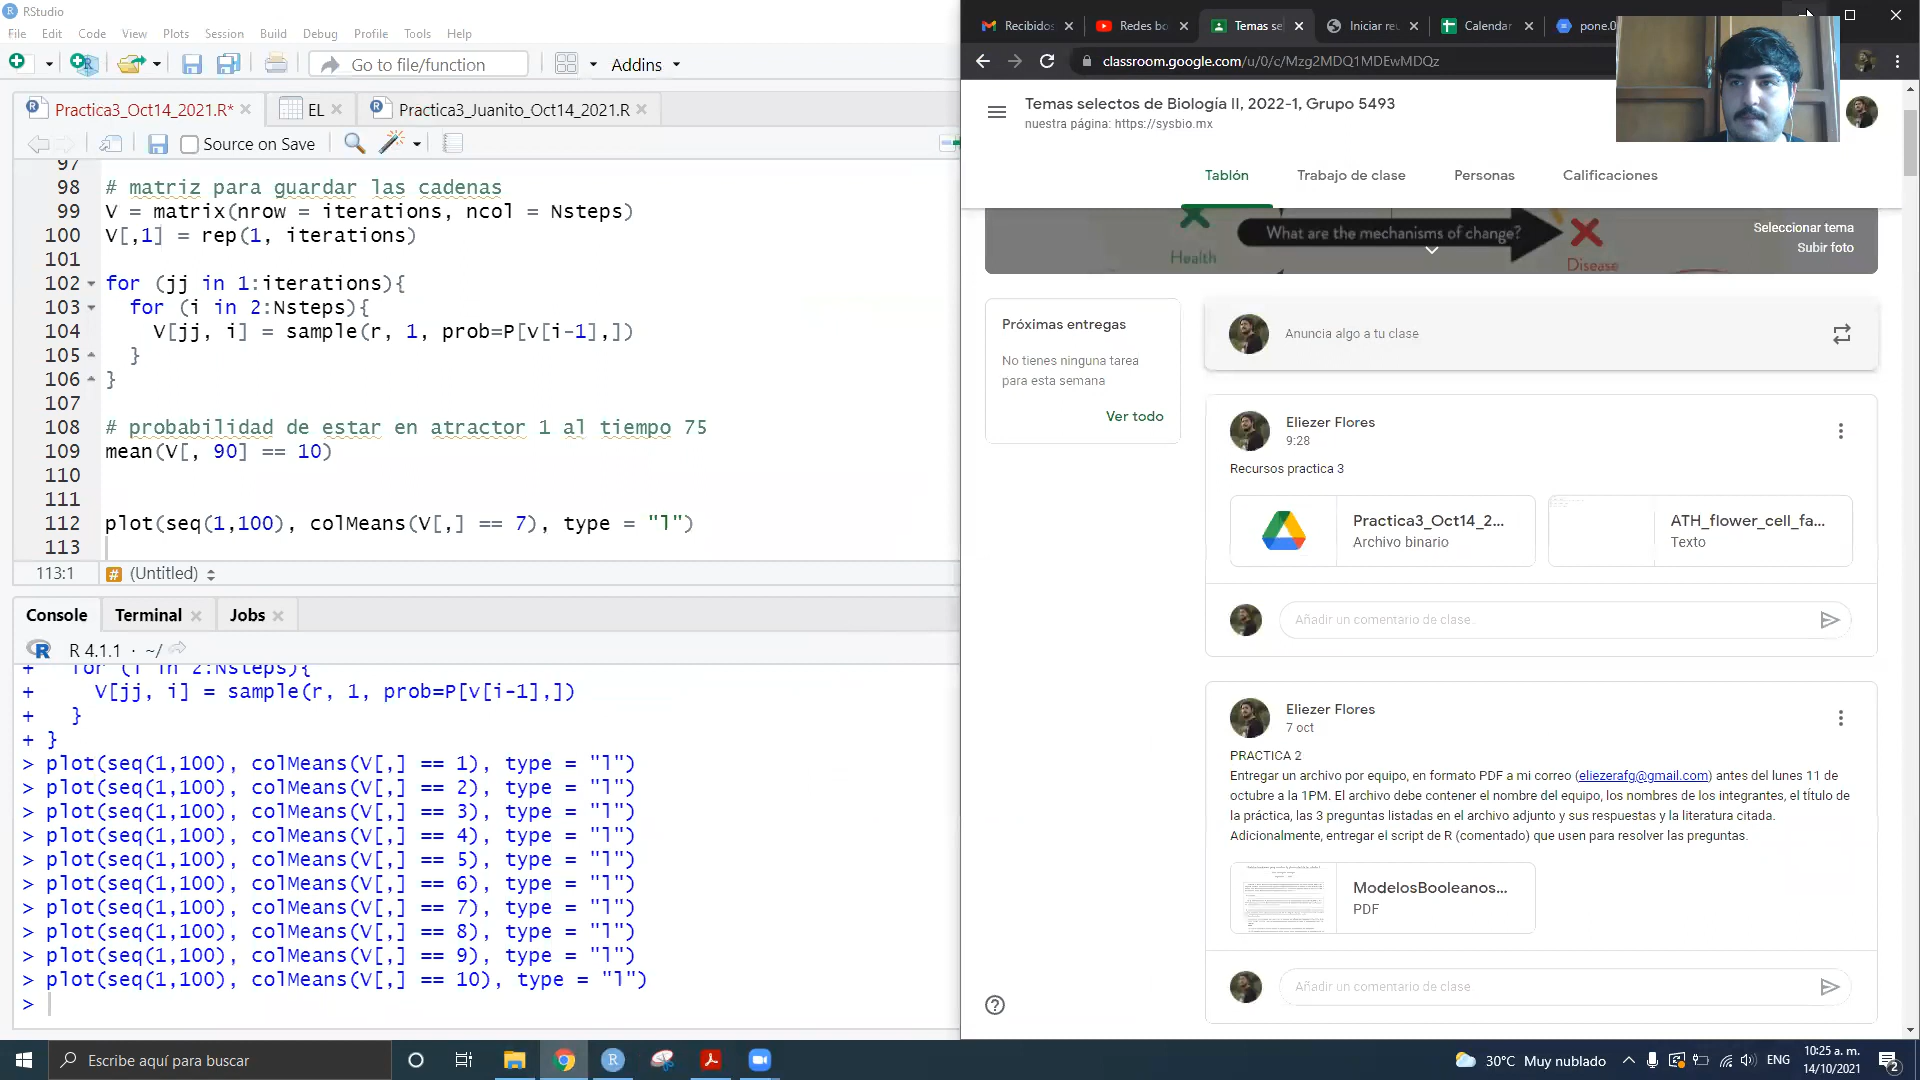 RStudio
File Edit Code View Plots Session Build Debug Profile Tools Help
Go to file/function
Addins
Practica3_Oct14_2021.R*
EL
Practica3_Juanito_Oct14_2021.R
Source on Save
97
98 # matriz para guardar las cadenas
99 V = matrix(nrow = iterations, ncol = Nsteps)
100 V[,1] = rep(1, iterations)
101
102 for (jj in 1:iterations){
103 for (i in 2:Nsteps){
104 V[jj, i] = sample(r, 1, prob=P[v[i-1],])
105 }
106 }
107
108 # probabilidad de estar en atractor 1 al tiempo 75
109 mean(V[, 90] == 10)
110
111
112 plot(seq(1,100), colMeans(V[,] == 7), type = "l")
113
113:1 # (Untitled)
Console Terminal Jobs
R R 4.1.1 · ~/
+ for (i in 2:Nsteps){
+ V[jj, i] = sample(r, 1, prob=P[v[i-1],])
+ }
+ }
> plot(seq(1,100), colMeans(V[,] == 1), type = "l")
> plot(seq(1,100), colMeans(V[,] == 2), type = "l")
> plot(seq(1,100), colMeans(V[,] == 3), type = "l")
> plot(seq(1,100), colMeans(V[,] == 4), type = "l")
> plot(seq(1,100), colMeans(V[,] == 5), type = "l")
> plot(seq(1,100), colMeans(V[,] == 6), type = "l")
> plot(seq(1,100), colMeans(V[,] == 7), type = "l")
> plot(seq(1,100), colMeans(V[,] == 8), type = "l")
> plot(seq(1,100), colMeans(V[,] == 9), type = "l")
> plot(seq(1,100), colMeans(V[,] == 10), type = "l")
>
Recibidos
Redes bo
Temas se
Iniciar reu
Calendar
pone.0
classroom.google.com/u/0/c/Mzg2MDQ1MDEwMDQz
Temas selectos de Biología II, 2022-1, Grupo 5493
nuestra página: https://sysbio.mx
Tablón Trabajo de clase Personas Calificaciones
What are the mechanisms of change?
Health
Disease
Seleccionar tema
Subir foto
Próximas entregas
No tienes ninguna tarea
para esta semana
Ver todo
Anuncia algo a tu clase
Eliezer Flores
9:28
Recursos practica 3
Practica3_Oct14_2...
Archivo binario
ATH_flower_cell_fa...
Texto
Añadir un comentario de clase.
Eliezer Flores
7 oct
PRACTICA 2
Entregar un archivo por equipo, en formato PDF a mi correo (eliezerafg@gmail.com) antes del lunes 11 de
octubre a la 1PM. El archivo debe contener el nombre del equipo, los nombres de los integrantes, el título de
la práctica, las 3 preguntas listadas en el archivo adjunto y sus respuestas y la literatura citada.
Adicionalmente, entregar el script de R (comentado) que usen para resolver las preguntas.
ModelosBooleanos...
PDF
Añadir un comentario de clase
Escribe aquí para buscar
30°C Muy nublado
ENG
10:25 a. m.
14/10/2021
2